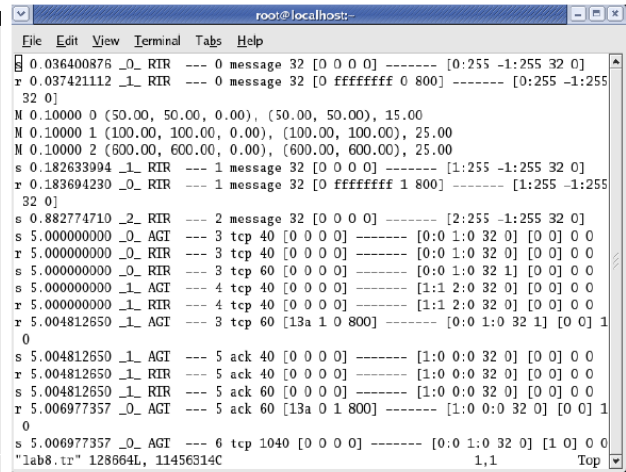 root@localhost:~
File Edit View Terminal Tabs Help
s 0.036400876 _0_ RTR --- 0 message 32 [0 0 0 0] ------- [0:255 -1:255 32 0]
r 0.037421112 _1_ RTR --- 0 message 32 [0 ffffffff 0 800] ------- [0:255 -1:255
32 0]
M 0.10000 0 (50.00, 50.00, 0.00), (50.00, 50.00), 15.00
M 0.10000 1 (100.00, 100.00, 0.00), (100.00, 100.00), 25.00
M 0.10000 2 (600.00, 600.00, 0.00), (600.00, 600.00), 25.00
s 0.182633994 _1_ RTR --- 1 message 32 [0 0 0 0] ------- [1:255 -1:255 32 0]
r 0.183694230 _0_ RTR --- 1 message 32 [0 ffffffff 1 800] ------- [1:255 -1:255
32 0]
s 0.882774710 _2_ RTR --- 2 message 32 [0 0 0 0] ------- [2:255 -1:255 32 0]
s 5.000000000 _0_ AGT --- 3 tcp 40 [0 0 0 0] ------- [0:0 1:0 32 0] [0 0] 0 0
r 5.000000000 _0_ RTR --- 3 tcp 40 [0 0 0 0] ------- [0:0 1:0 32 0] [0 0] 0 0
s 5.000000000 _0_ RTR --- 3 tcp 60 [0 0 0 0] ------- [0:0 1:0 32 1] [0 0] 0 0
s 5.000000000 _1_ AGT --- 4 tcp 40 [0 0 0 0] ------- [1:1 2:0 32 0] [0 0] 0 0
r 5.000000000 _1_ RTR --- 4 tcp 40 [0 0 0 0] ------- [1:1 2:0 32 0] [0 0] 0 0
r 5.004812650 _1_ AGT --- 3 tcp 60 [13a 1 0 800] ------- [0:0 1:0 32 1] [0 0] 1
0
s 5.004812650 _1_ AGT --- 5 ack 40 [0 0 0 0] ------- [1:0 0:0 32 0] [0 0] 0 0
r 5.004812650 _1_ RTR --- 5 ack 40 [0 0 0 0] ------- [1:0 0:0 32 0] [0 0] 0 0
s 5.004812650 _1_ RTR --- 5 ack 60 [0 0 0 0] ------- [1:0 0:0 32 0] [0 0] 0 0
r 5.006977357 _0_ AGT --- 5 ack 60 [13a 0 1 800] ------- [1:0 0:0 32 0] [0 0] 1
0
s 5.006977357 _0_ AGT --- 6 tcp 1040 [0 0 0 0] ------- [0:0 1:0 32 0] [1 0] 0 0
"lab8.tr" 128664L, 11456314C 1,1 Top